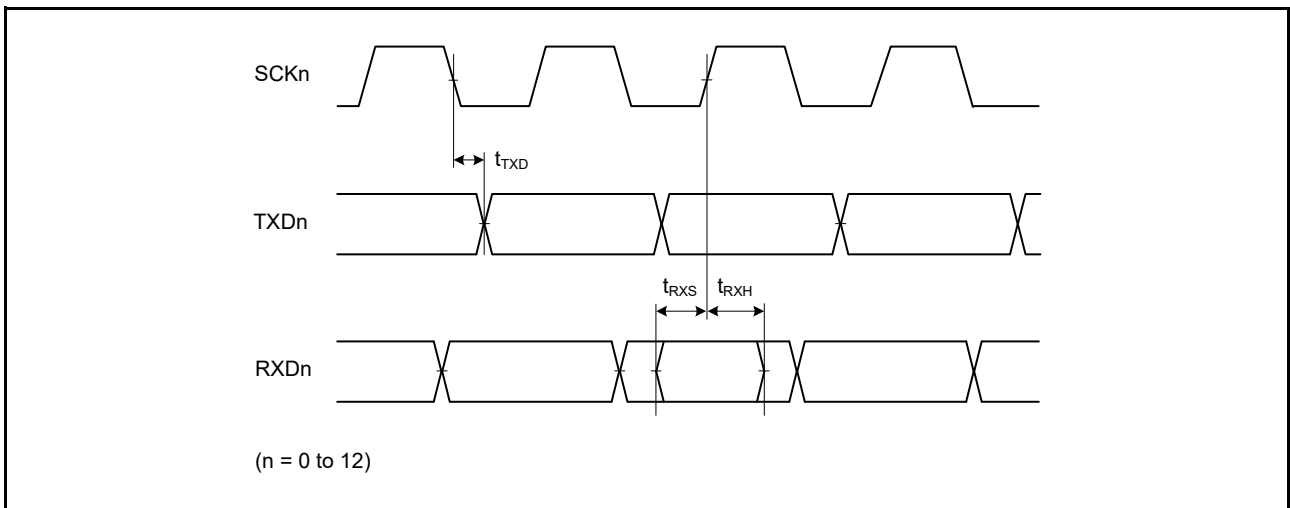 SCKn
tTXD
TXDn
tRXS tRXH
RXDn
(n = 0 to 12)